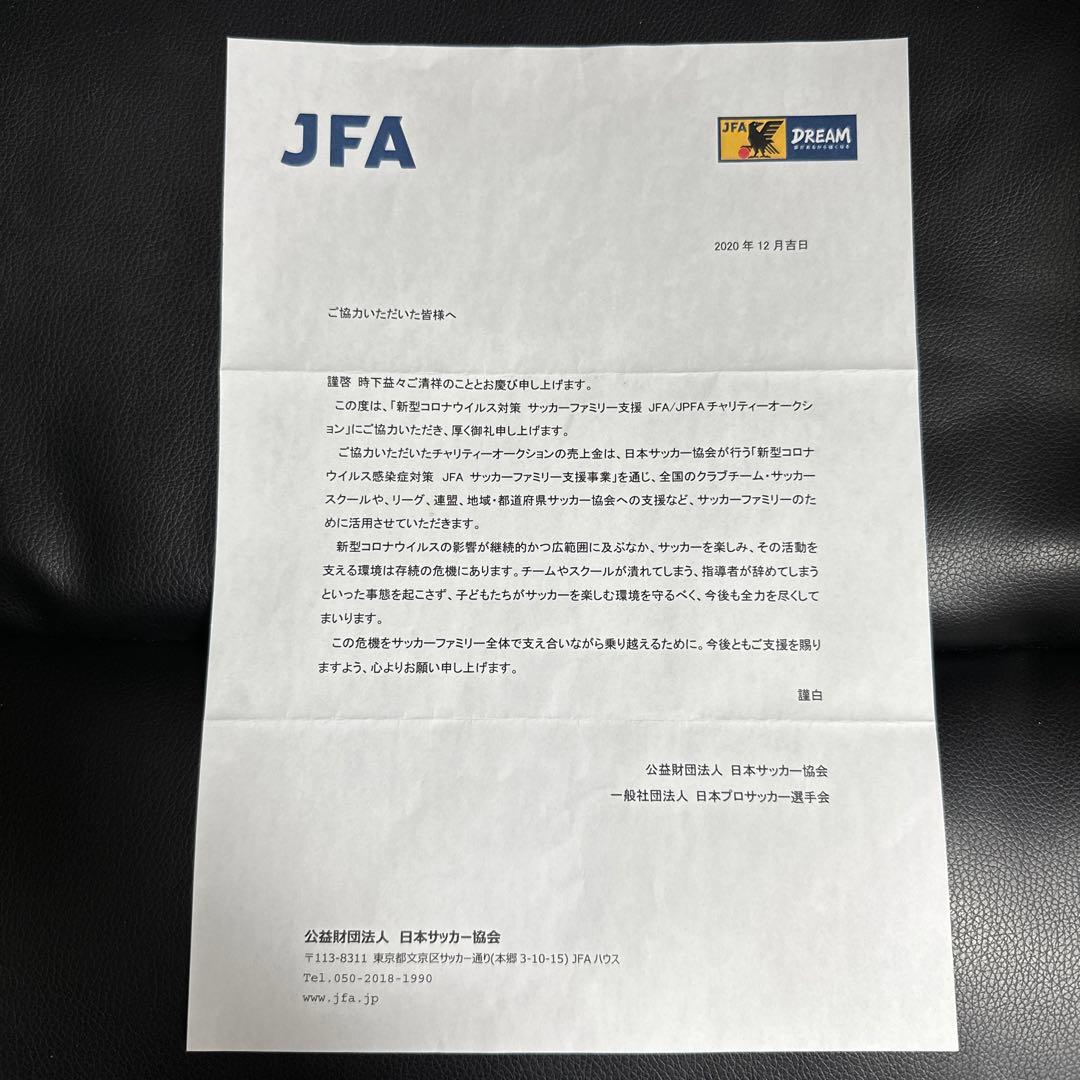 JFA
JFA DREAM
夢があるから強くなる
2020 年 12 月吉日
ご協力いただいた皆様へ
謹啓 時下益々ご清祥のこととお慶び申し上げます。
この度は、「新型コロナウイルス対策 サッカーファミリー支援 JFA/JPFAチャリティーオークシ
ョン」にご協力いただき、厚く御礼申し上げます。
ご協力いただいたチャリティーオークションの売上金は、日本サッカー協会が行う「新型コロナ
ウイルス感染症対策 JFA サッカーファミリー支援事業」を通じ、全国のクラブチーム・サッカー
スクールや、リーグ、連盟、地域・都道府県サッカー協会への支援など、サッカーファミリーのた
めに活用させていただきます。
新型コロナウイルスの影響が継続的かつ広範囲に及ぶなか、サッカーを楽しみ、その活動を
支える環境は存続の危機にあります。チームやスクールが潰れてしまう、指導者が辞めてしまう
といった事態を起こさず、子どもたちがサッカーを楽しむ環境を守るべく、今後も全力を尽くして
まいります。
この危機をサッカーファミリー全体で支え合いながら乗り越えるために。今後ともご支援を賜り
ますよう、心よりお願い申し上げます。
謹白
公益財団法人 日本サッカー協会
一般社団法人 日本プロサッカー選手会
公益財団法人 日本サッカー協会
〒113-8311 東京都文京区サッカー通り(本郷 3-10-15) JFA ハウス
Tel.050-2018-1990
www.jfa.jp